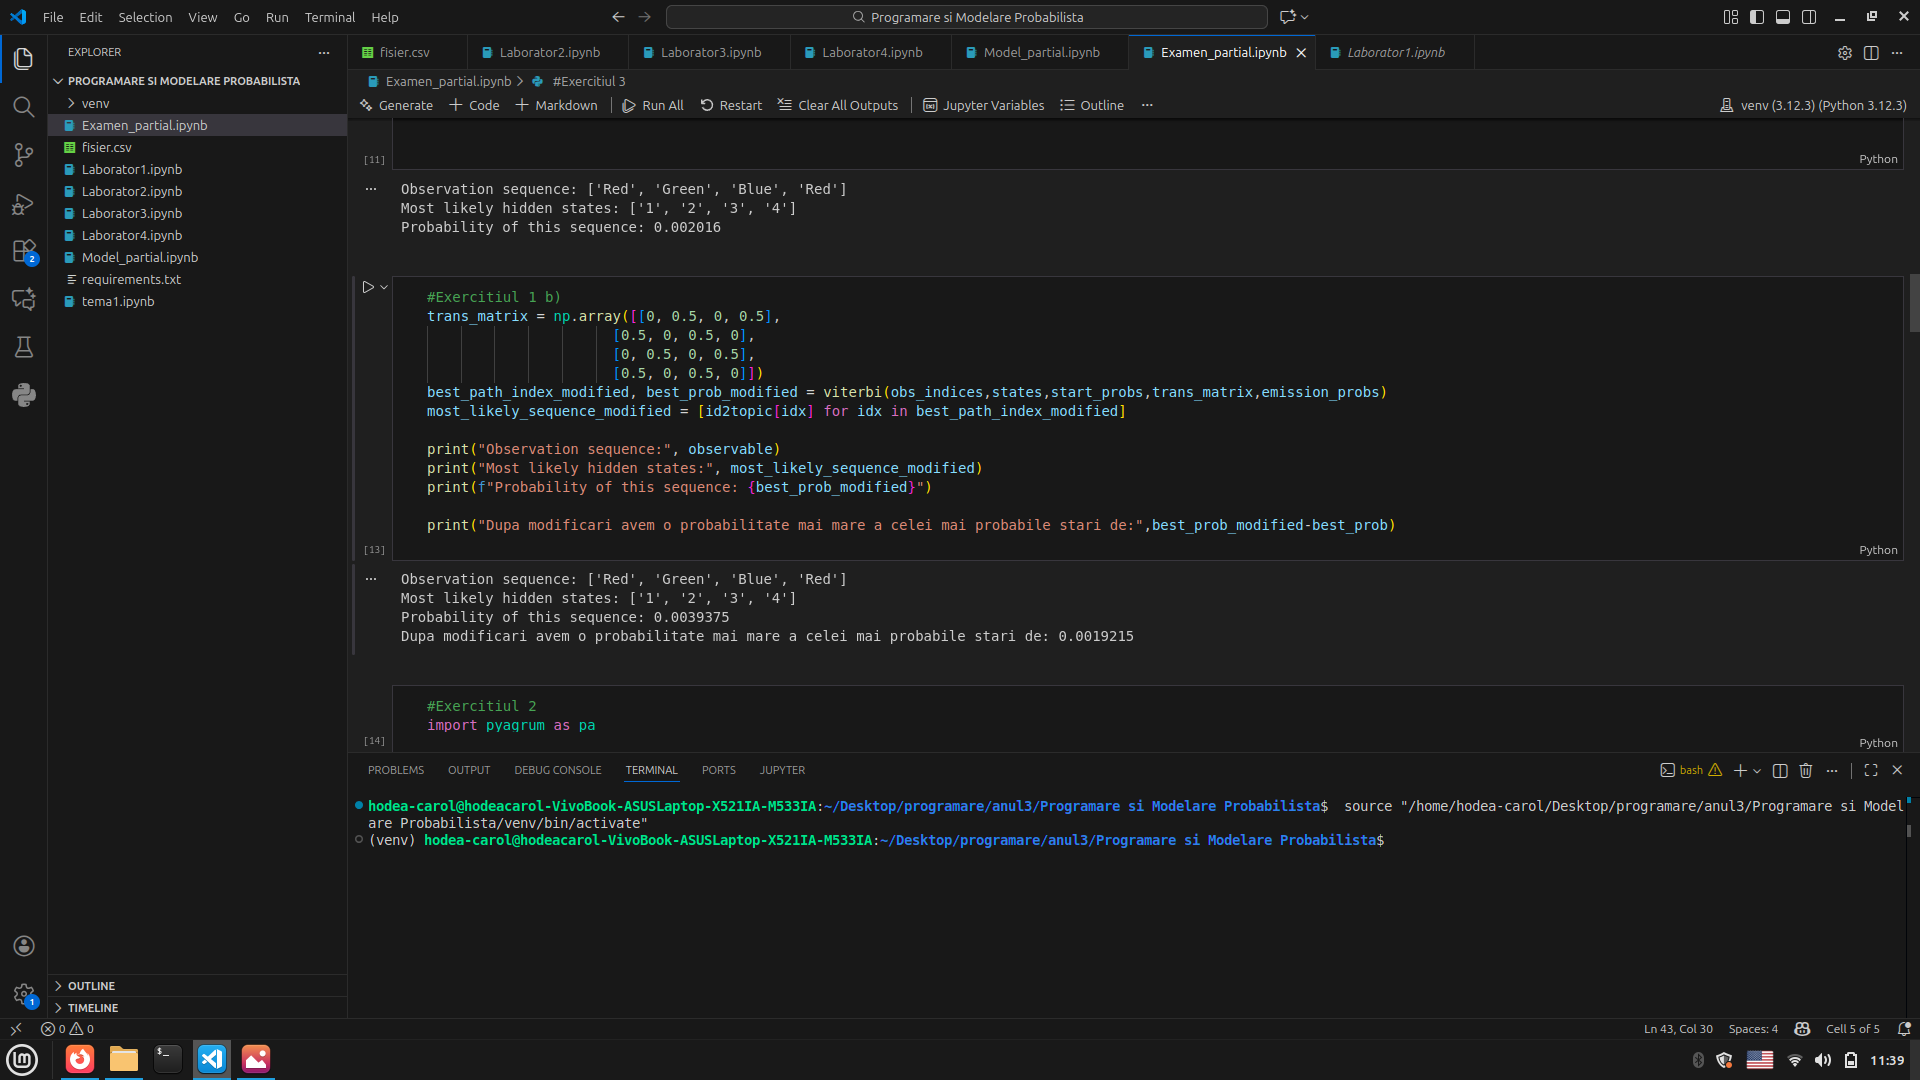 File Edit Selection View Go Run Terminal Help
Programare si Modelare Probabilista
EXPLORER
PROGRAMARE SI MODELARE PROBABILISTA
venv
Examen_partial.ipynb
fisier.csv
Laborator1.ipynb
Laborator2.ipynb
Laborator3.ipynb
Laborator4.ipynb
Model_partial.ipynb
requirements.txt
tema1.ipynb
OUTLINE
TIMELINE
fisier.csv Laborator2.ipynb Laborator3.ipynb Laborator4.ipynb Model_partial.ipynb Examen_partial.ipynb Laborator1.ipynb
Examen_partial.ipynb > #Exercitiul 3
Generate + Code + Markdown Run All Restart Clear All Outputs Jupyter Variables Outline ... venv (3.12.3) (Python 3.12.3)
[11] Python
Observation sequence: ['Red', 'Green', 'Blue', 'Red']
Most likely hidden states: ['1', '2', '3', '4']
Probability of this sequence: 0.002016
#Exercitiul 1 b)
trans_matrix = np.array([[0, 0.5, 0, 0.5],
[0.5, 0, 0.5, 0],
[0, 0.5, 0, 0.5],
[0.5, 0, 0.5, 0]])
best_path_index_modified, best_prob_modified = viterbi(obs_indices,states,start_probs,trans_matrix,emission_probs)
most_likely_sequence_modified = [id2topic[idx] for idx in best_path_index_modified]
print("Observation sequence:", observable)
print("Most likely hidden states:", most_likely_sequence_modified)
print(f"Probability of this sequence: {best_prob_modified}")
print("Dupa modificari avem o probabilitate mai mare a celei mai probabile stari de:",best_prob_modified-best_prob)
[13] Python
Observation sequence: ['Red', 'Green', 'Blue', 'Red']
Most likely hidden states: ['1', '2', '3', '4']
Probability of this sequence: 0.0039375
Dupa modificari avem o probabilitate mai mare a celei mai probabile stari de: 0.0019215
#Exercitiul 2
import pyagrum as pa
[14] Python
PROBLEMS OUTPUT DEBUG CONSOLE TERMINAL PORTS JUPYTER bash
hodea-carol@hodeacarol-VivoBook-ASUSLaptop-X521IA-M533IA:~/Desktop/programare/anul3/Programare si Modelare Probabilista$ source "/home/hodea-carol/Desktop/programare/anul3/Programare si Model
are Probabilista/venv/bin/activate"
(venv) hodea-carol@hodeacarol-VivoBook-ASUSLaptop-X521IA-M533IA:~/Desktop/programare/anul3/Programare si Modelare Probabilista$
2
1
0 0 Ln 43, Col 30 Spaces: 4 Cell 5 of 5
11:39